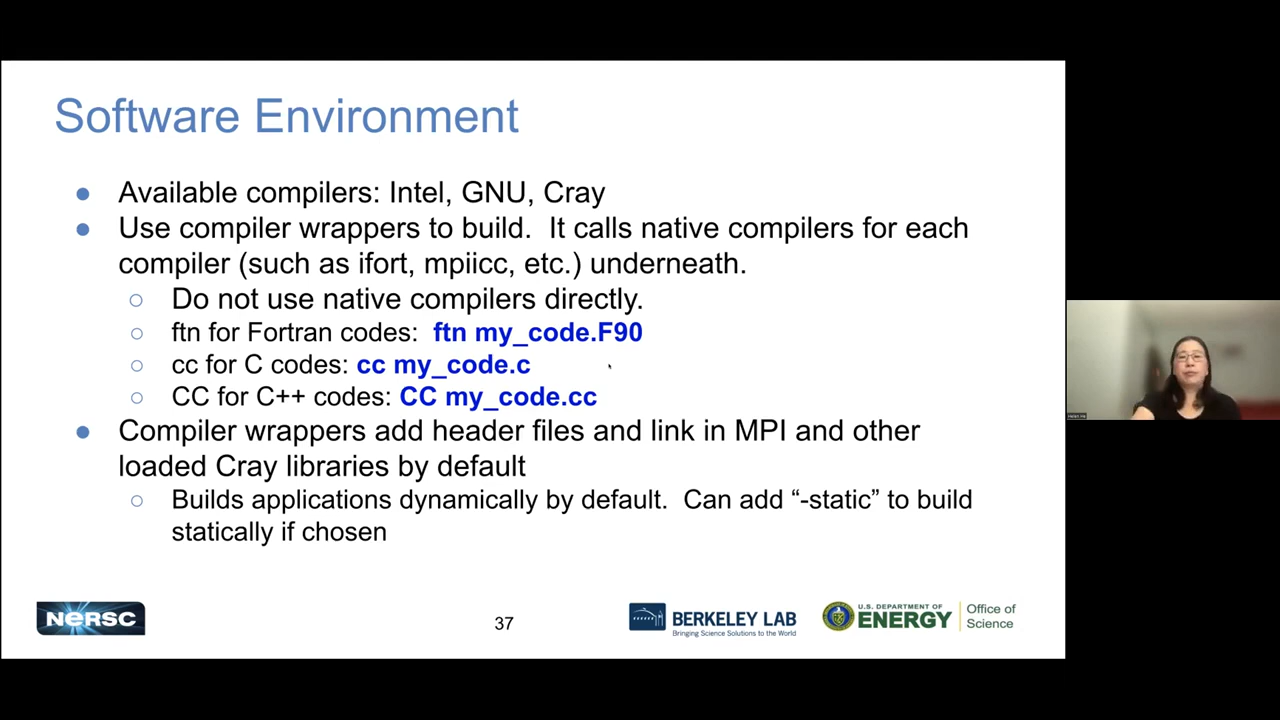 Software Environment
● Available compilers: Intel, GNU, Cray
● Use compiler wrappers to build.  It calls native compilers for each
compiler (such as ifort, mpiicc, etc.) underneath.
○ Do not use native compilers directly.
○ ftn for Fortran codes:  ftn my_code.F90
○ cc for C codes: cc my_code.c
○ CC for C++ codes: CC my_code.cc
● Compiler wrappers add header files and link in MPI and other
loaded Cray libraries by default
○ Builds applications dynamically by default.  Can add “-static” to build
statically if chosen
NERSC
37
BERKELEY LAB
Bringing Science Solutions to the World
U.S. DEPARTMENT OF
ENERGY
Office of
Science